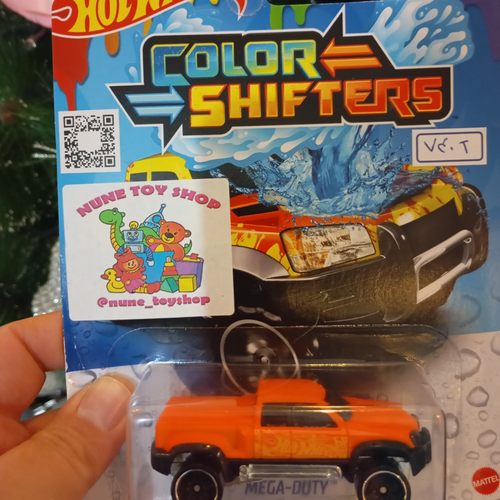 HOT
COLOR
SHIFTERS
NUNE TOY SHOP
@nune_toyshop
MEGA-DUTY
MATTEL